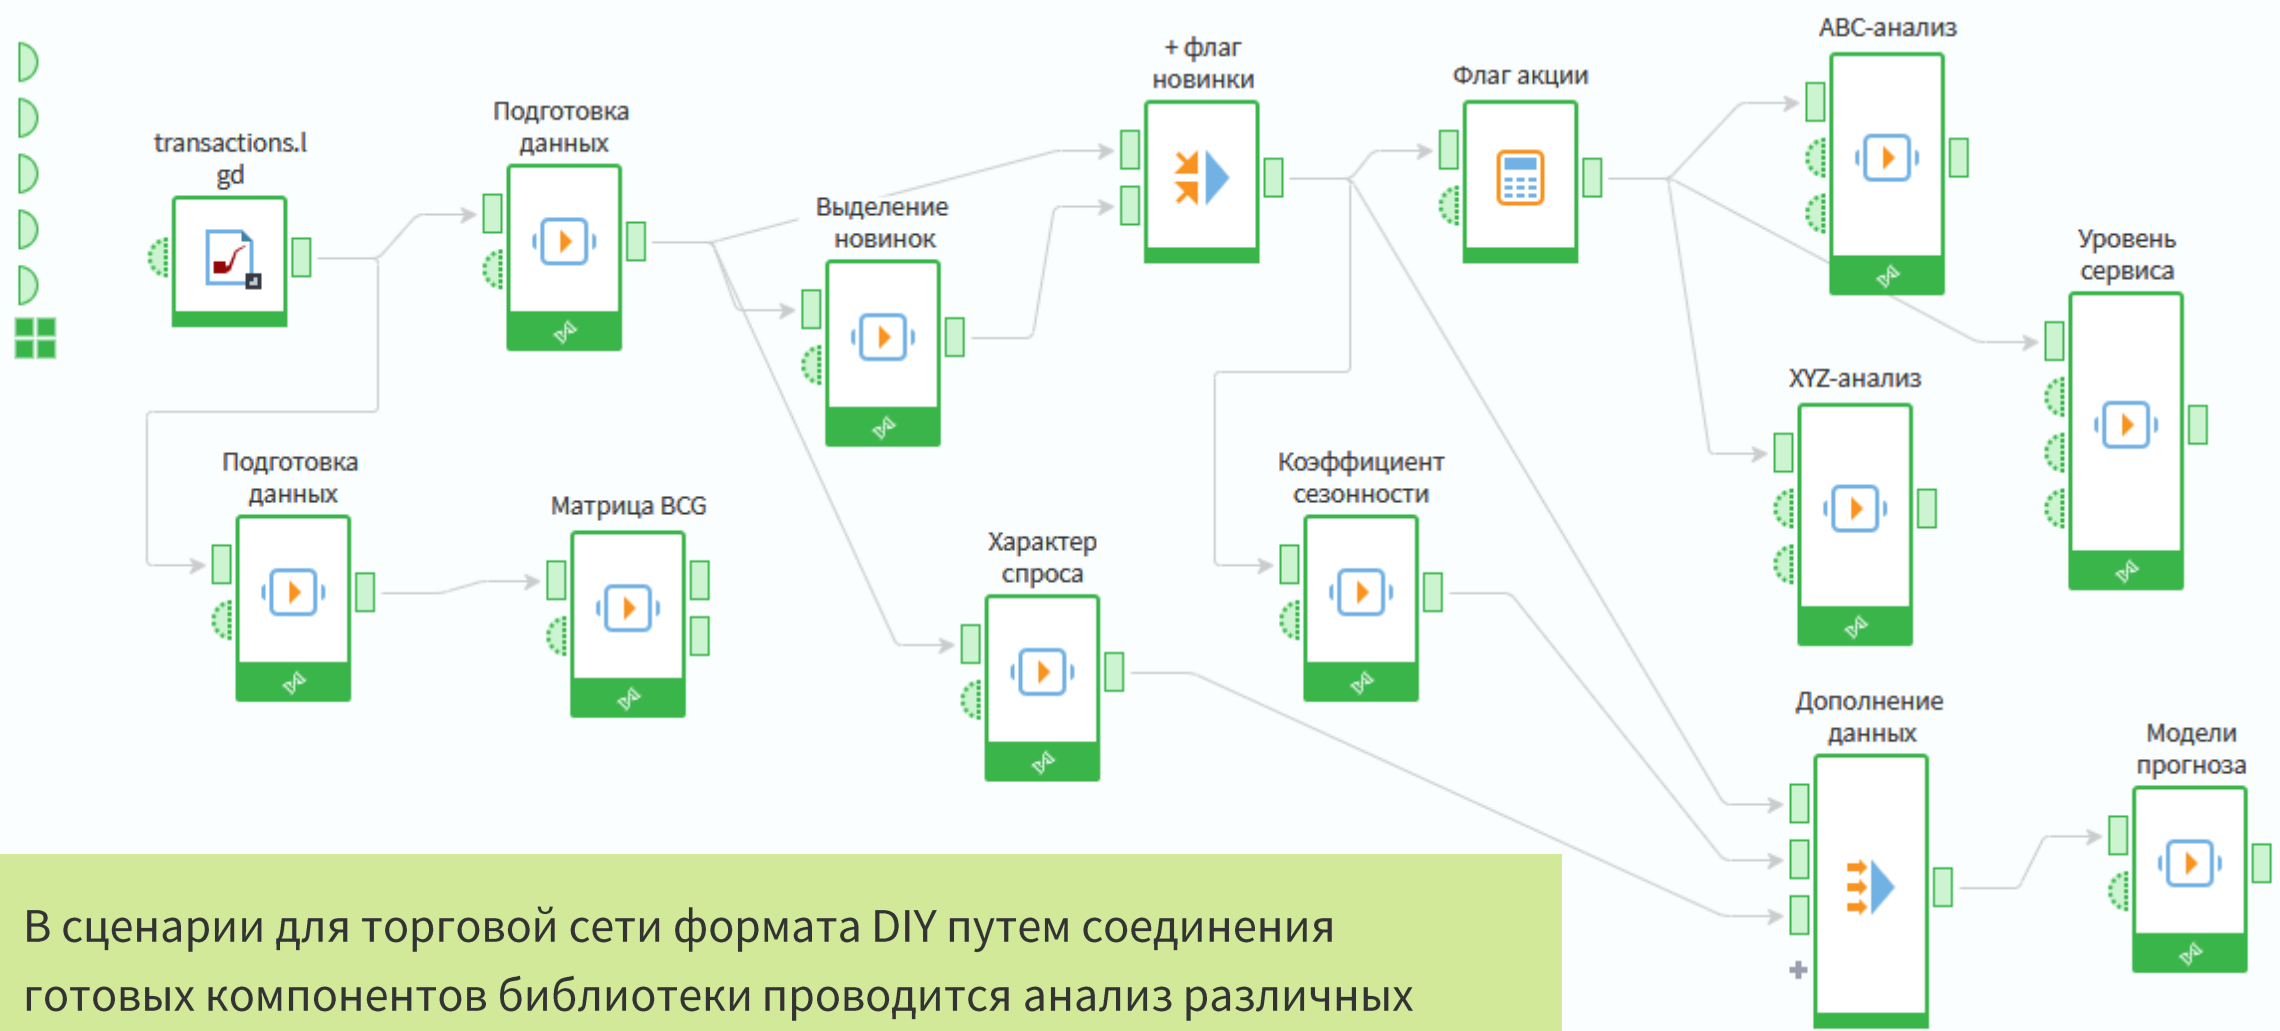 transactions.l
gd
Подготовка
данных
Выделение
новинок
+ флаг
новинки
Флаг акции
ABC-анализ
Уровень
сервиса
XYZ-анализ
Подготовка
данных
Матрица BCG
Характер
спроса
Коэффициент
сезонности
Дополнение
данных
Модели
прогноза
В сценарии для торговой сети формата DIY путем соединения
готовых компонентов библиотеки проводится анализ различных